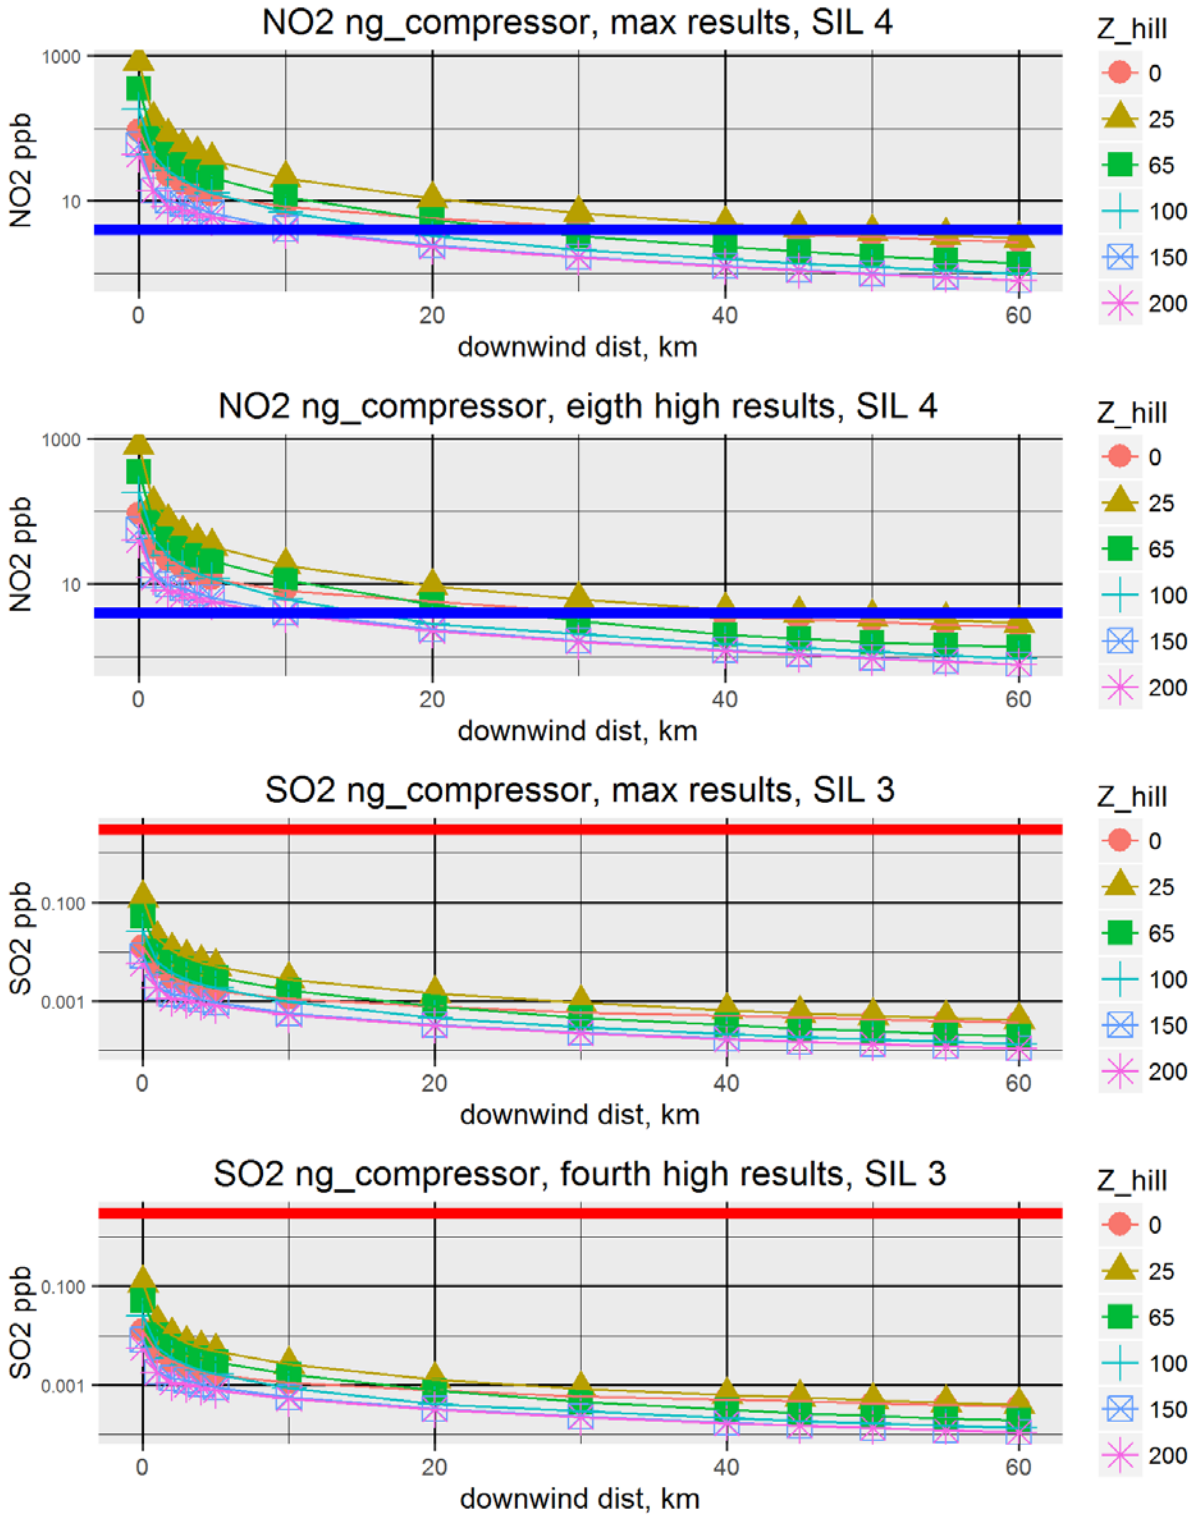 NO2 ng_compressor, max results, SIL 4
1000
10
NO2 ppb
0 20 40 60
downwind dist, km
Z_hill
0
25
65
100
150
200
NO2 ng_compressor, eigth high results, SIL 4
1000
10
NO2 ppb
0 20 40 60
downwind dist, km
Z_hill
0
25
65
100
150
200
SO2 ng_compressor, max results, SIL 3
0.100
0.001
SO2 ppb
0 20 40 60
downwind dist, km
Z_hill
0
25
65
100
150
200
SO2 ng_compressor, fourth high results, SIL 3
0.100
0.001
SO2 ppb
0 20 40 60
downwind dist, km
Z_hill
0
25
65
100
150
200